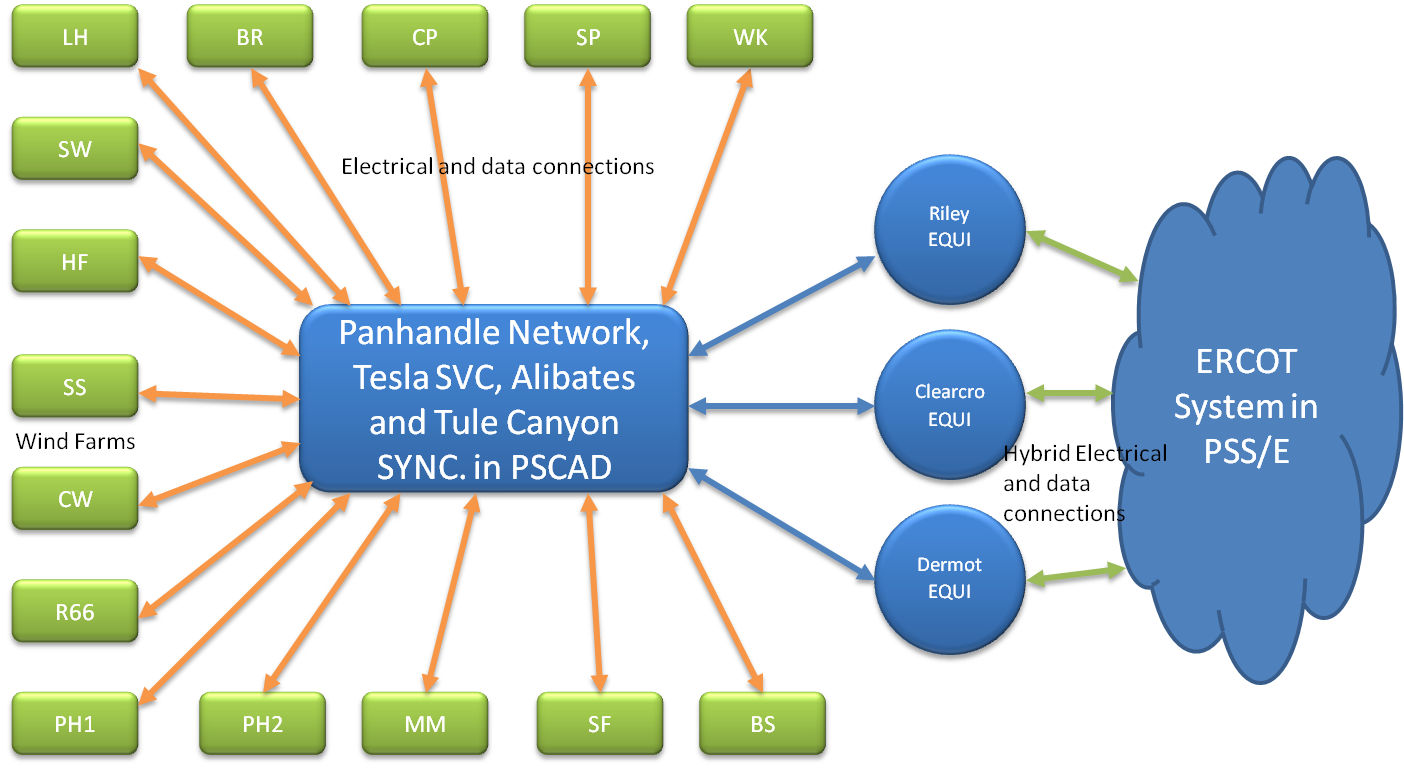 LH
BR
CP
SP
WK
SW
Electrical and data connections
HF
Riley
EQUI
Panhandle Network,
Tesla SVC, Alibates
and Tule Canyon
SYNC. in PSCAD
SS
Wind Farms
Clearcro
EQUI
ERCOT
System in
PSS/E
Hybrid Electrical
and data
connections
CW
Dermot
EQUI
R66
PH1
PH2
MM
SF
BS